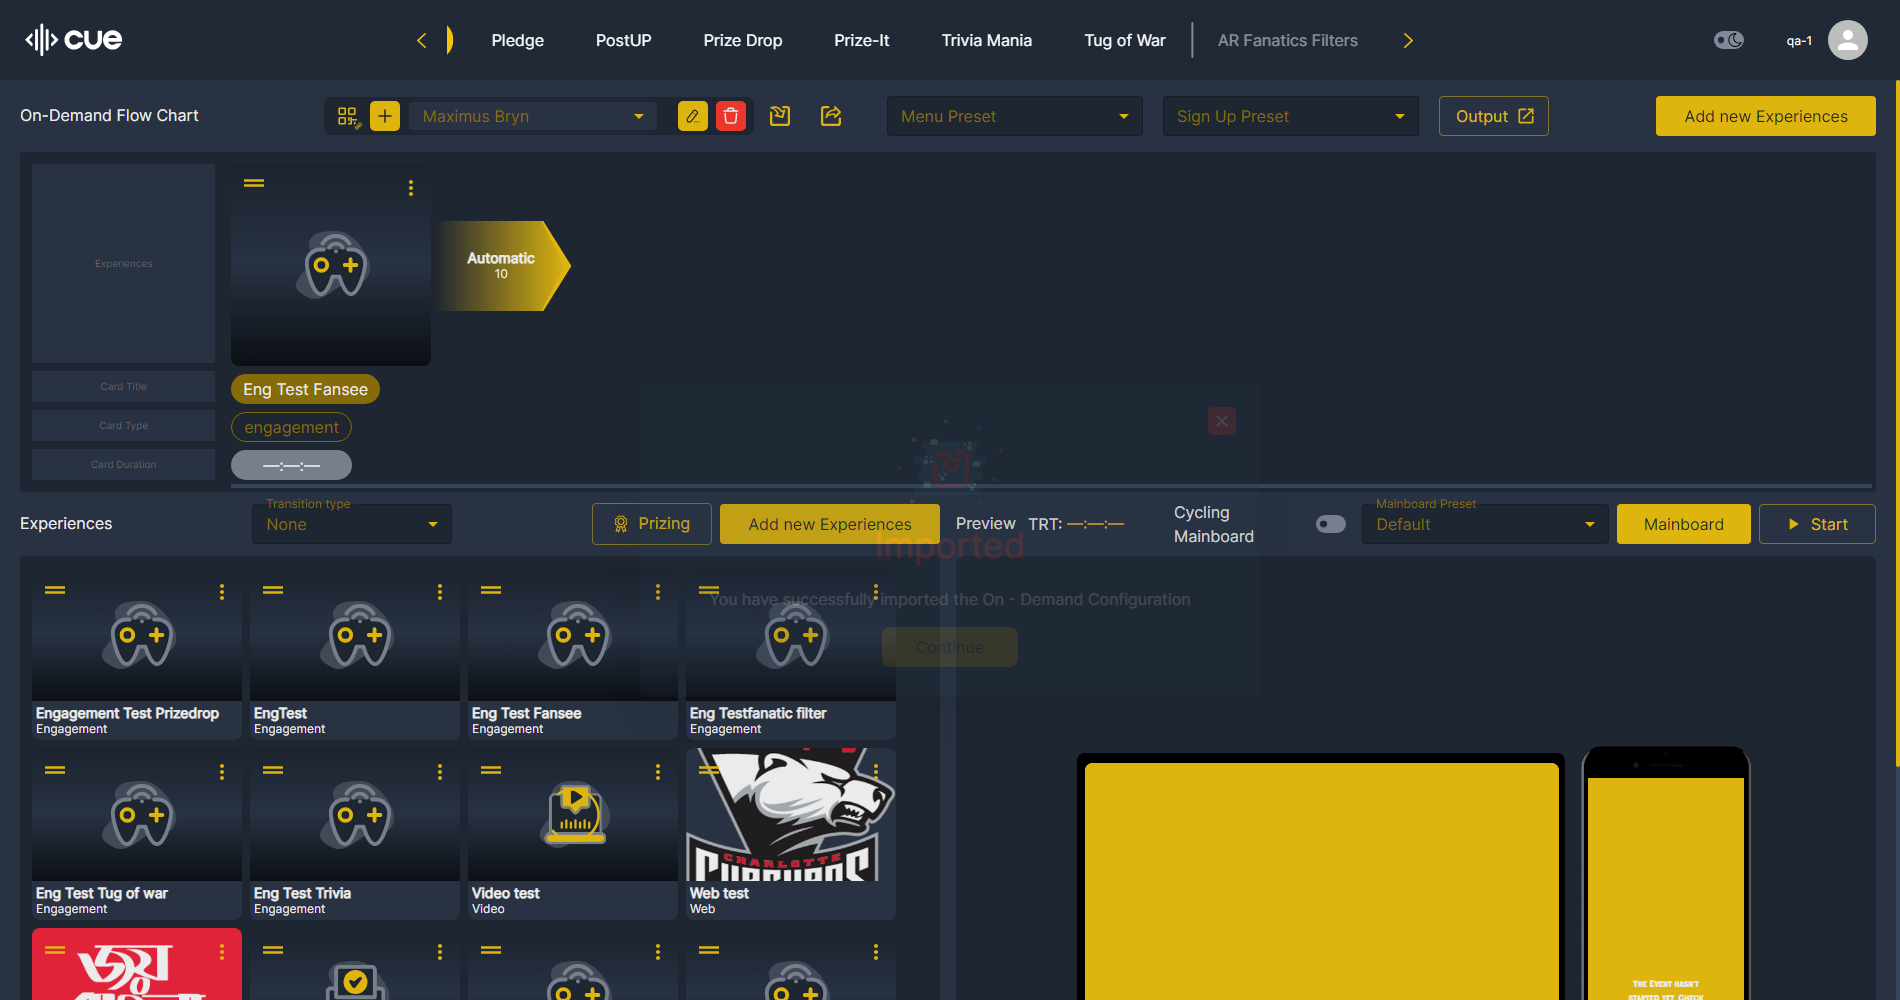 cue
Pledge
PostUP
Prize Drop
Prize-It
Trivia Mania
Tug of War
AR Fanatics Filters
qa-1
On-Demand Flow Chart
Maximus Bryn
Menu Preset
Sign Up Preset
Output
Add new Experiences
Experiences
Automatic
10
Card Title
Eng Test Fansee
Card Type
engagement
Card Duration
—:—:—
Imported
You have successfully imported the On - Demand Configuration
Continue
Experiences
Transition type
None
Prizing
Add new Experiences
Preview
TRT: —:—:—
Cycling
Mainboard
Mainboard Preset
Default
Mainboard
Start
Engagement Test Prizedrop
Engagement
EngTest
Engagement
Eng Test Fansee
Engagement
Eng Testfanatic filter
Engagement
Eng Test Tug of war
Engagement
Eng Test Trivia
Engagement
Video test
Video
CHARLOTTE
Web test
Web
জয়
The Event hasn't
started yet. Check